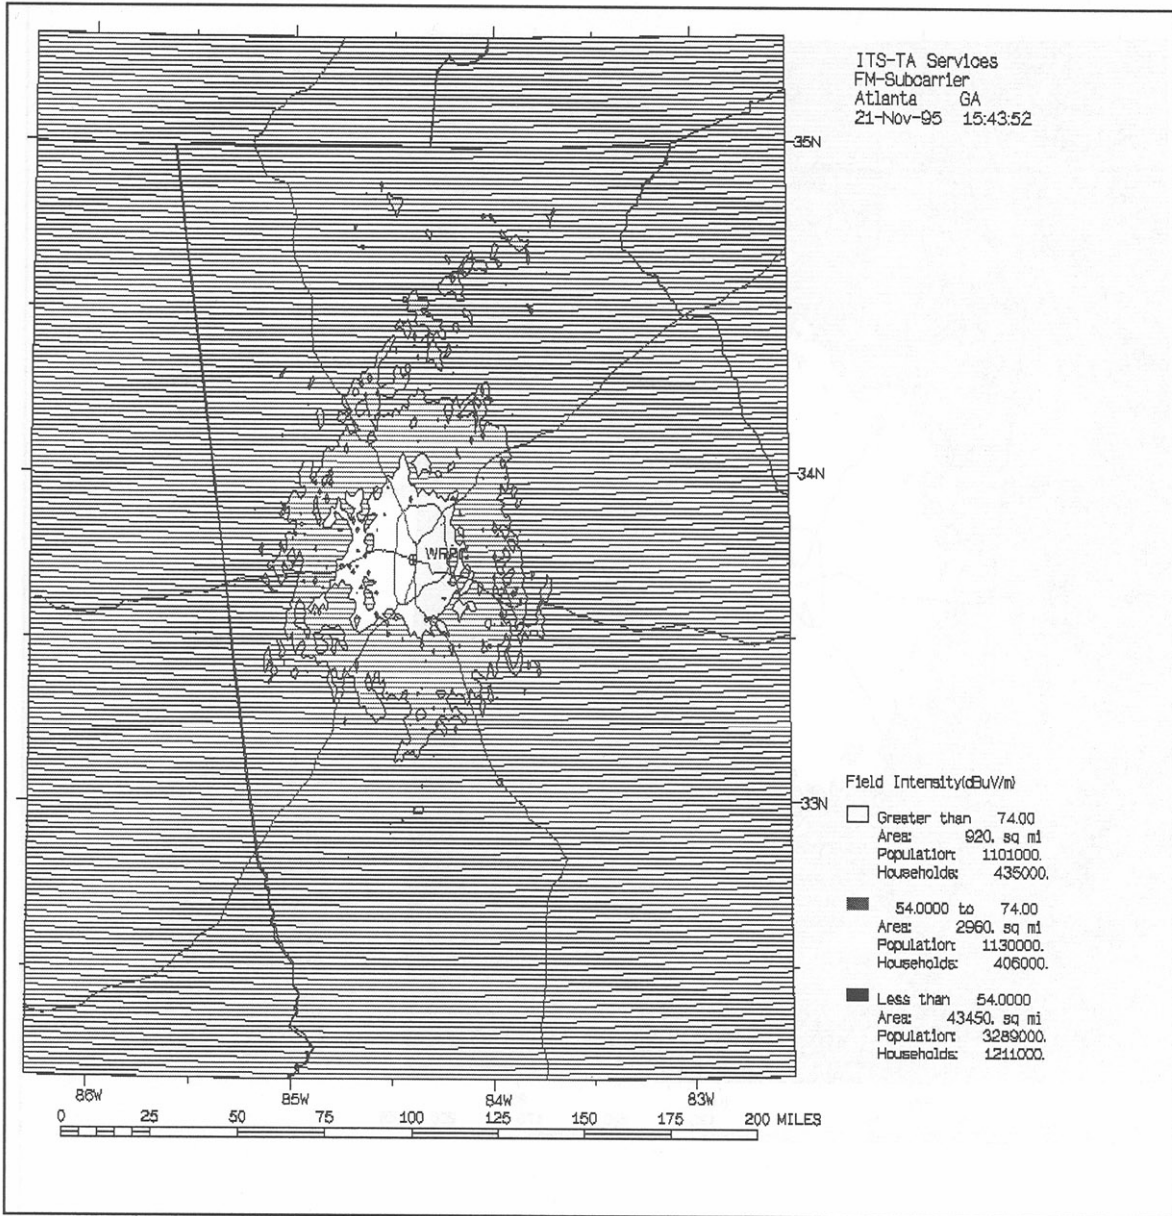 ITS-TA Services
FM-Subcarrier
Atlanta GA
21-Nov-95 15:43:52
35N
34N
33N
Field Intensity(dBuV/m)
Greater than 74.00
Area: 920. sq mi
Population: 1101000.
Households: 435000.
54.0000 to 74.00
Area: 2960. sq mi
Population: 1130000.
Households: 406000.
Less than 54.0000
Area: 43450. sq mi
Population: 3289000.
Households: 1211000.
86W 85W 84W 83W
0 25 50 75 100 125 150 175 200 MILES